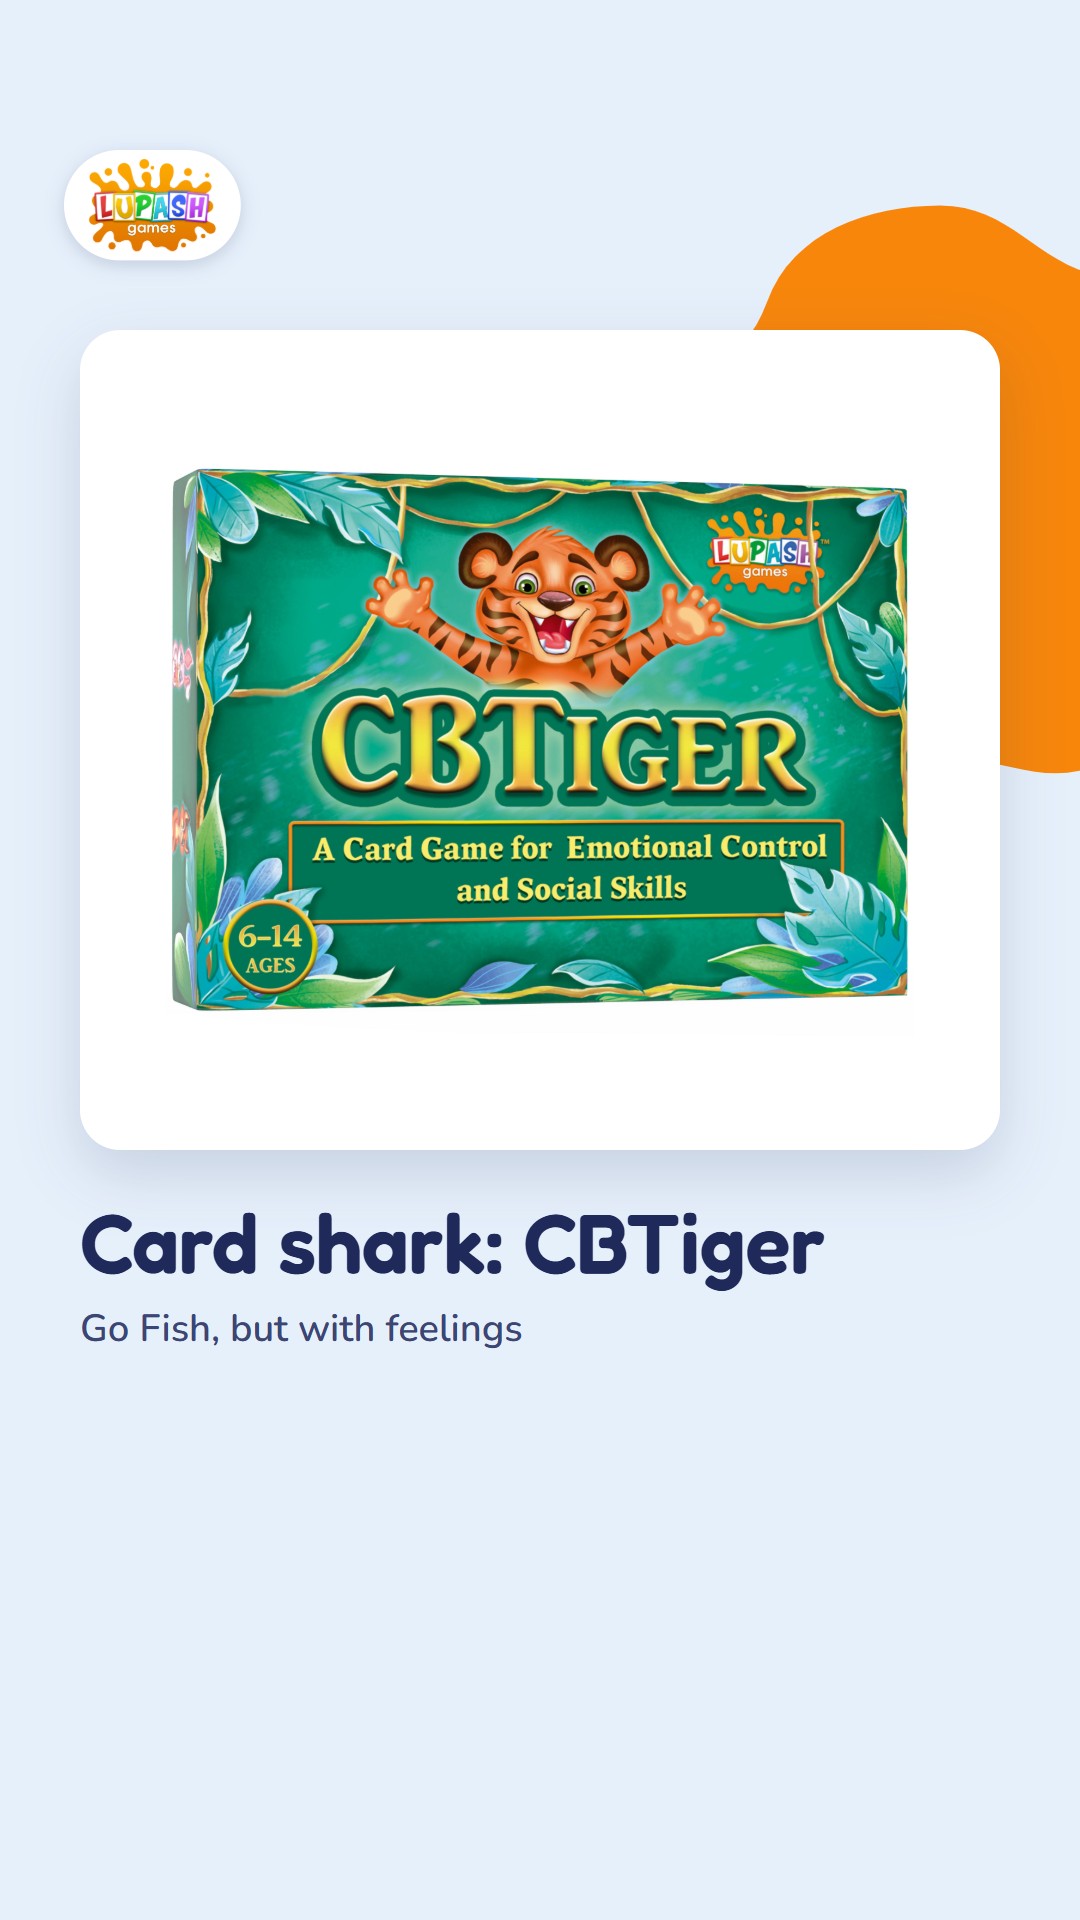 LUPASH
games
LUPASH™
games
CBTIGER
A Card Game for Emotional Control
and Social Skills
6–14
AGES
Card shark: CBTiger
Go Fish, but with feelings